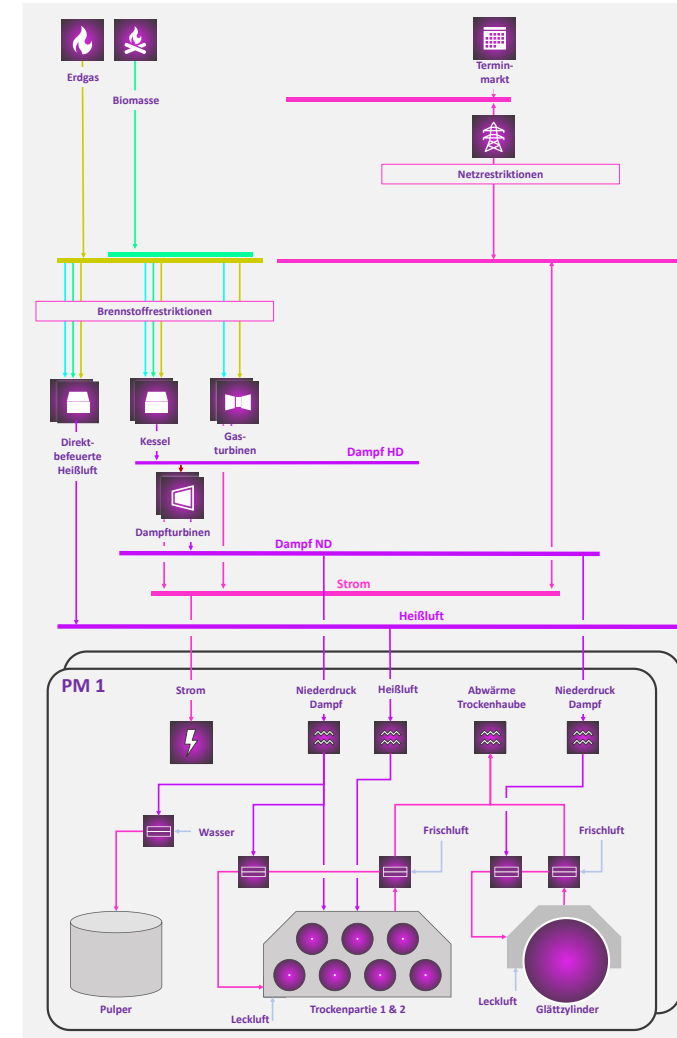 Erdgas
Biomasse
Termin-
markt
Netzrestriktionen
Brennstoffrestriktionen
Direkt-
befeuerte
Heißluft
Kessel
Gas-
turbinen
Dampf HD
Dampfturbinen
Dampf ND
Strom
Heißluft
PM 1
Strom
Niederdruck
Dampf
Heißluft
Abwärme
Trockenhaube
Niederdruck
Dampf
Wasser
Frischluft
Frischluft
Pulper
Leckluft
Trockenpartie 1 & 2
Leckluft
Glättzylinder